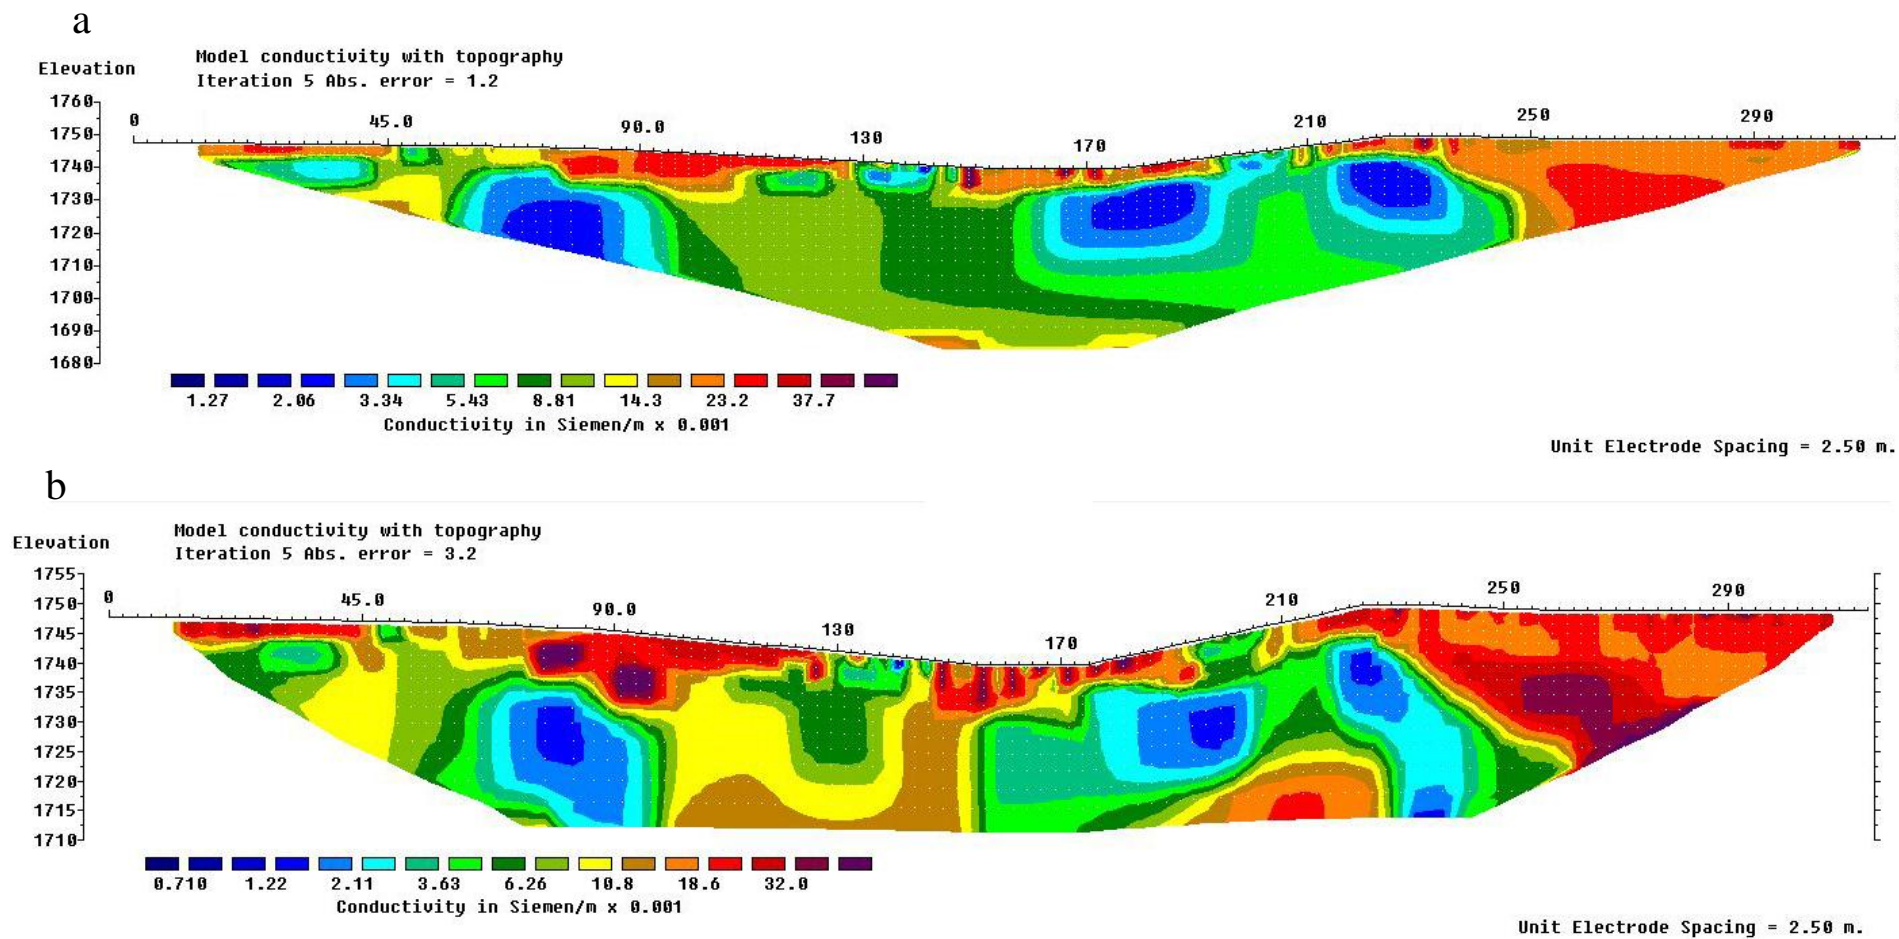 a
Model conductivity with topography
Elevation
Iteration 5 Abs. error = 1.2
1760
0 45.0 90.0 130 170 210 250 290
1750
1740
1730
1720
1710
1700
1690
1680
1.27 2.06 3.34 5.43 8.81 14.3 23.2 37.7
Conductivity in Siemen/m x 0.001
Unit Electrode Spacing = 2.50 m.
b
Model conductivity with topography
Elevation
Iteration 5 Abs. error = 3.2
1755
0 45.0 90.0 130 170 210 250 290
1750
1745
1740
1735
1730
1725
1720
1715
1710
0.710 1.22 2.11 3.63 6.26 10.8 18.6 32.0
Conductivity in Siemen/m x 0.001
Unit Electrode Spacing = 2.50 m.